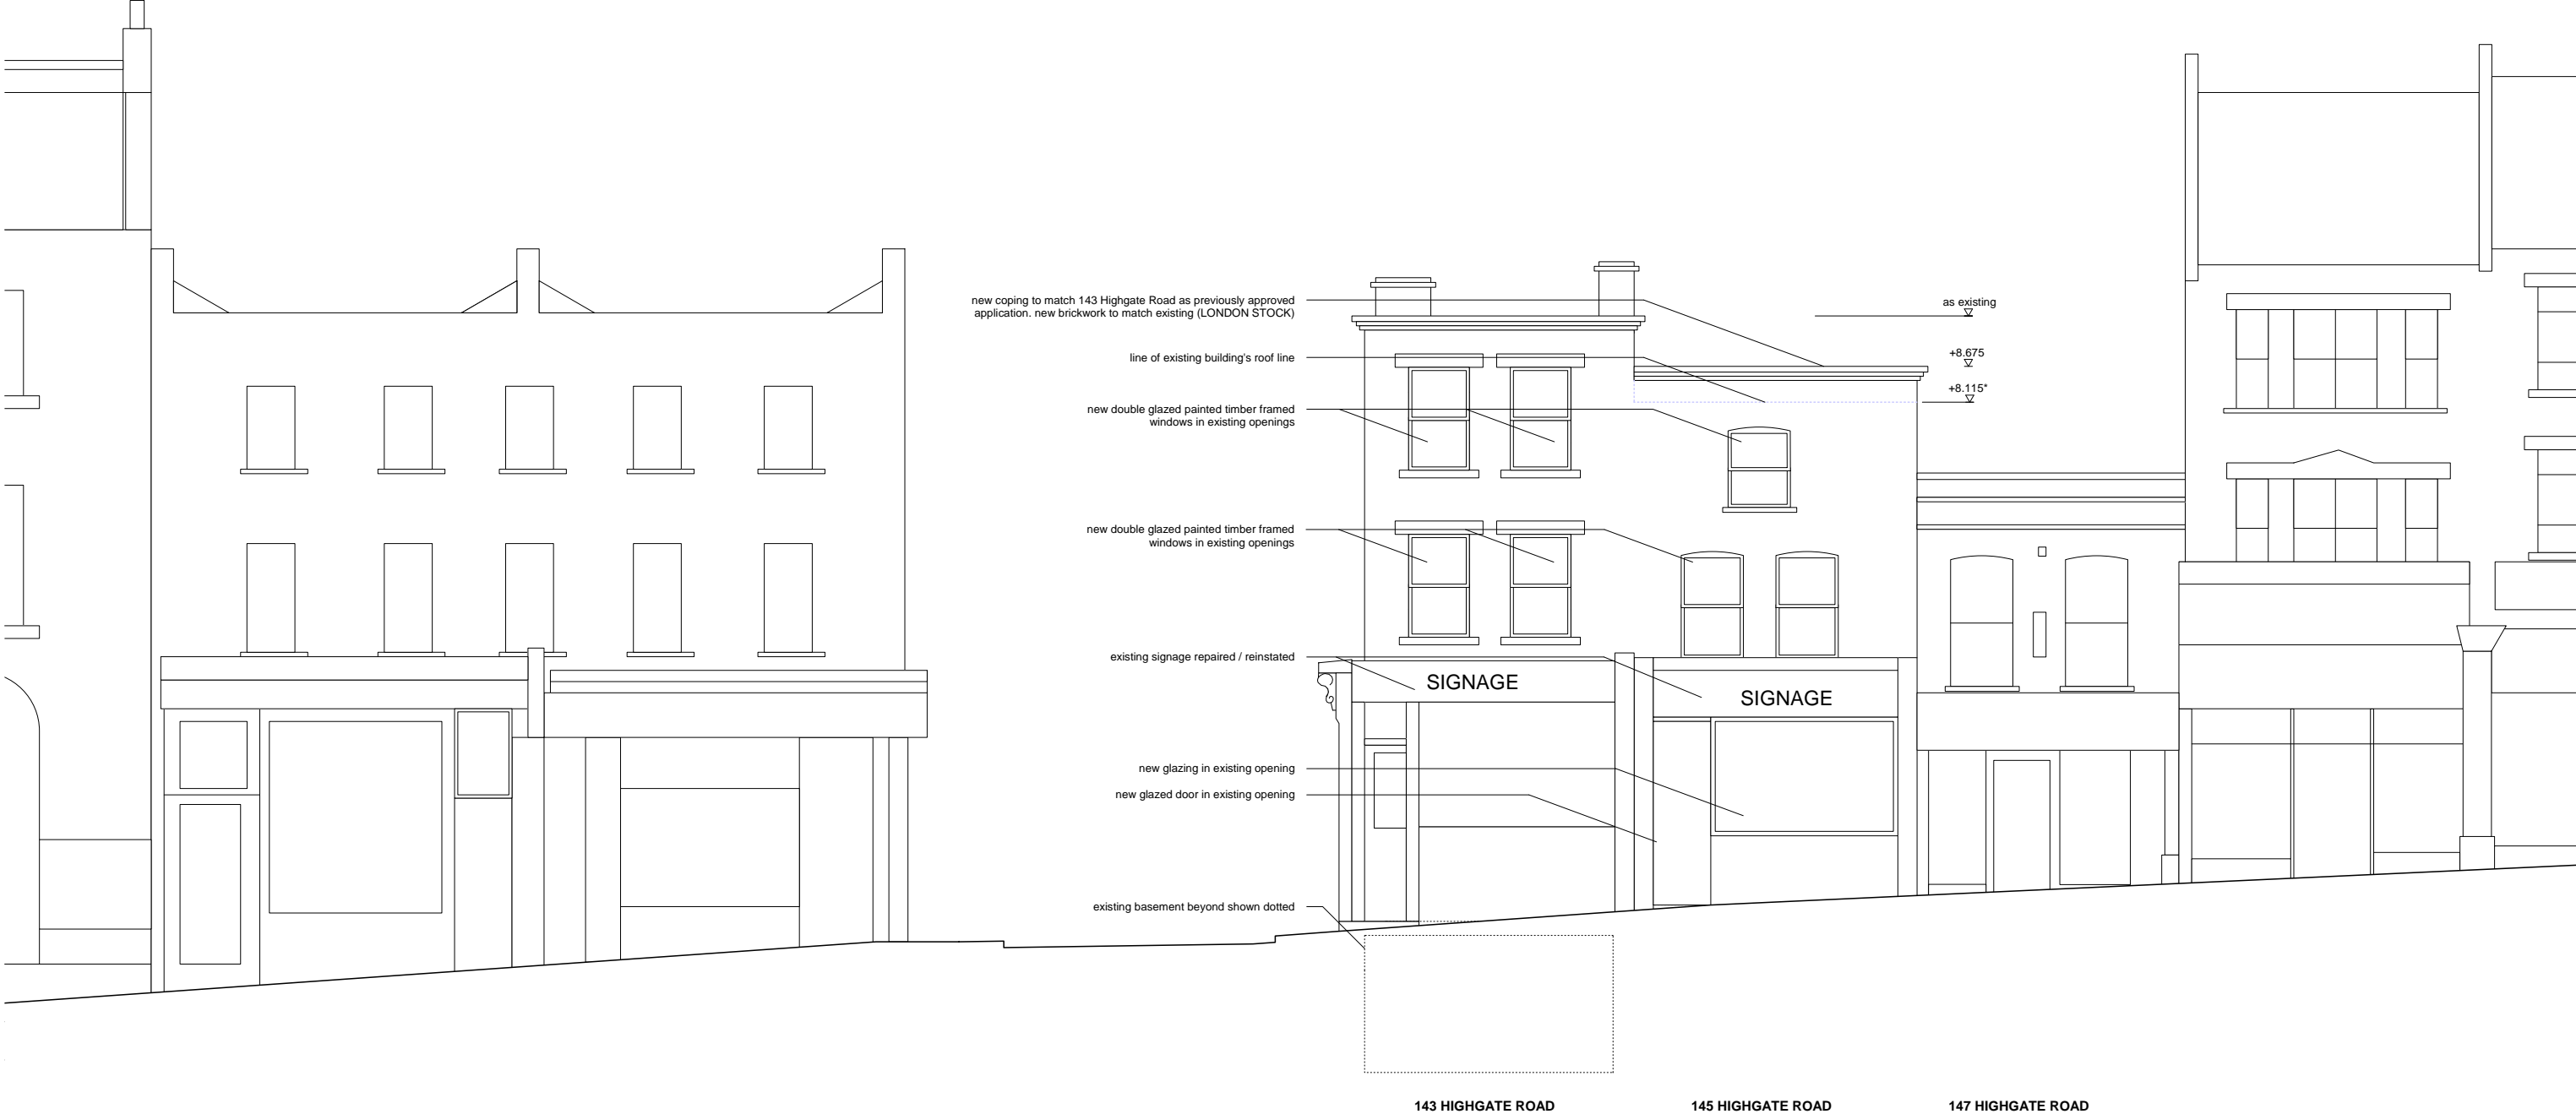 new coping to match 143 Highgate Road as previously approved
application. new brickwork to match existing (LONDON STOCK)
as existing
line of existing building's roof line
+8.675
+8.115*
new double glazed painted timber framed
windows in existing openings
new double glazed painted timber framed
windows in existing openings
existing signage repaired / reinstated
SIGNAGE
SIGNAGE
new glazing in existing opening
new glazed door in existing opening
existing basement beyond shown dotted
143 HIGHGATE ROAD
145 HIGHGATE ROAD
147 HIGHGATE ROAD